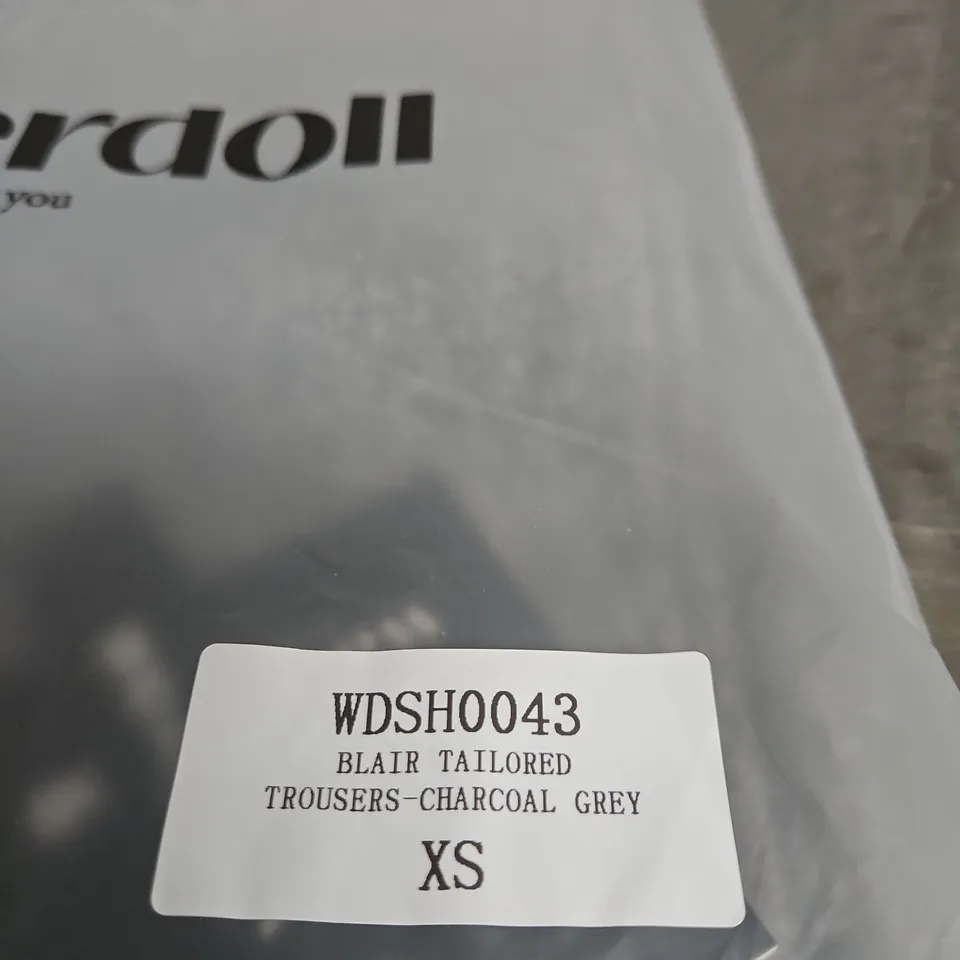 erdoll
you
WDSH0043
BLAIR TAILORED
TROUSERS-CHARCOAL GREY
XS